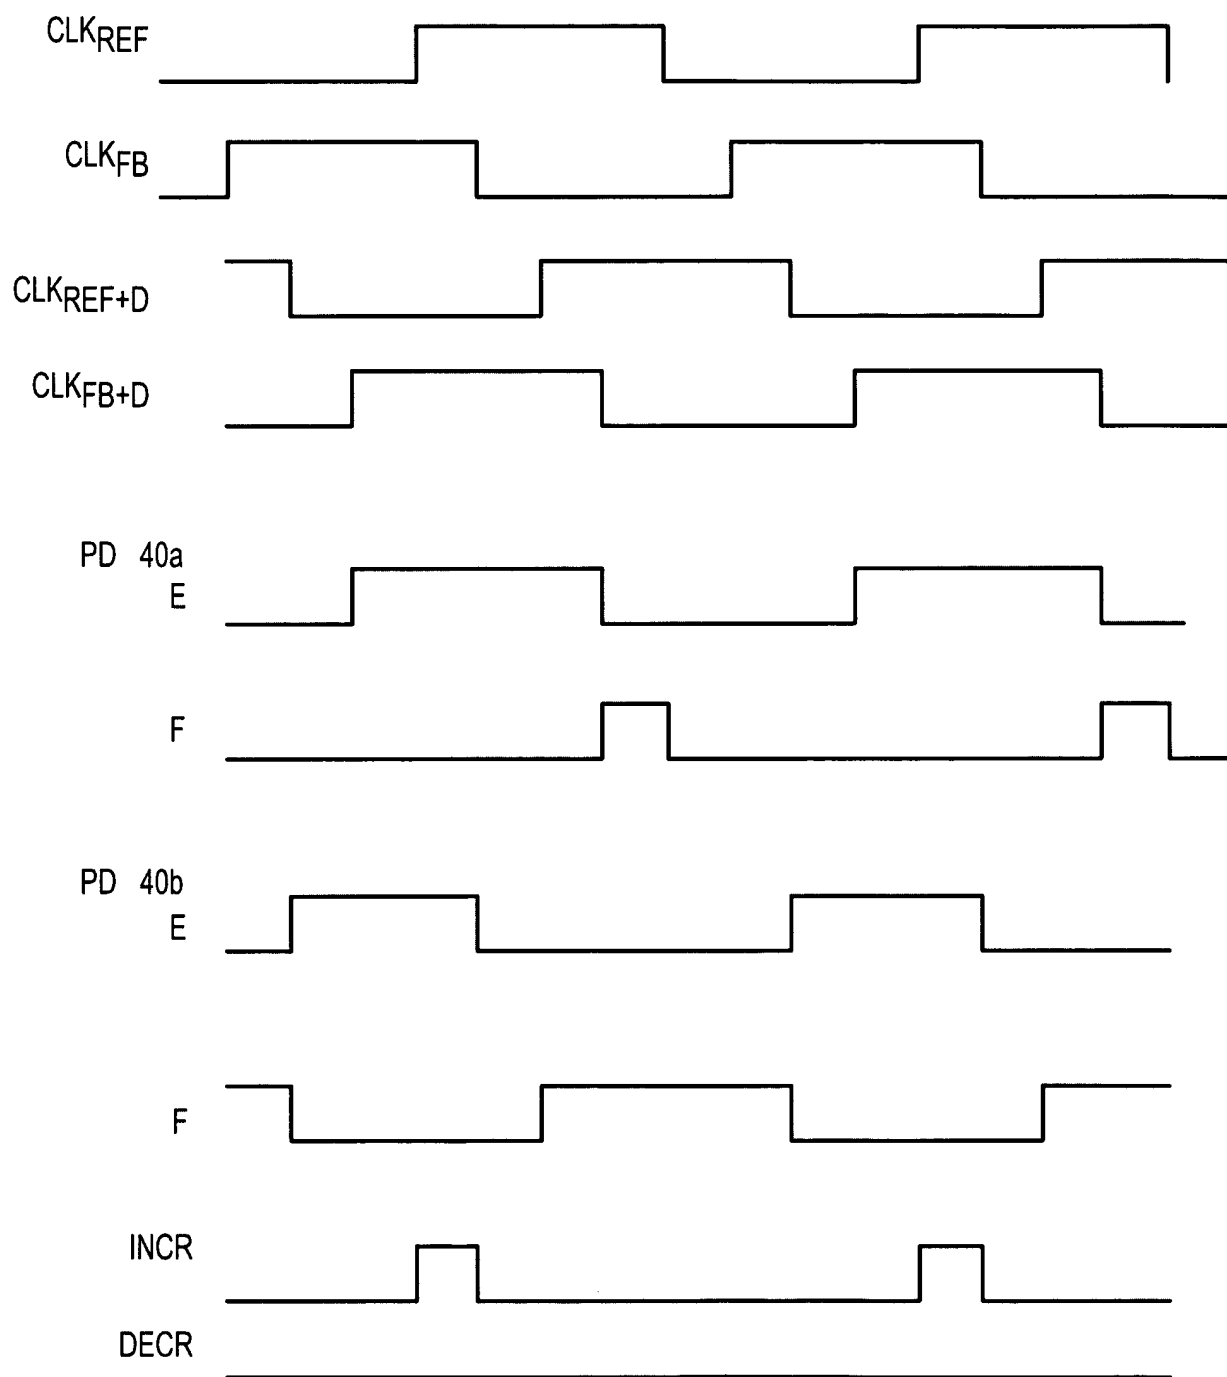 CLKREF
CLKFB
CLKREF+D
CLKFB+D
PD 40a
E
F
PD 40b
E
F
INCR
DECR